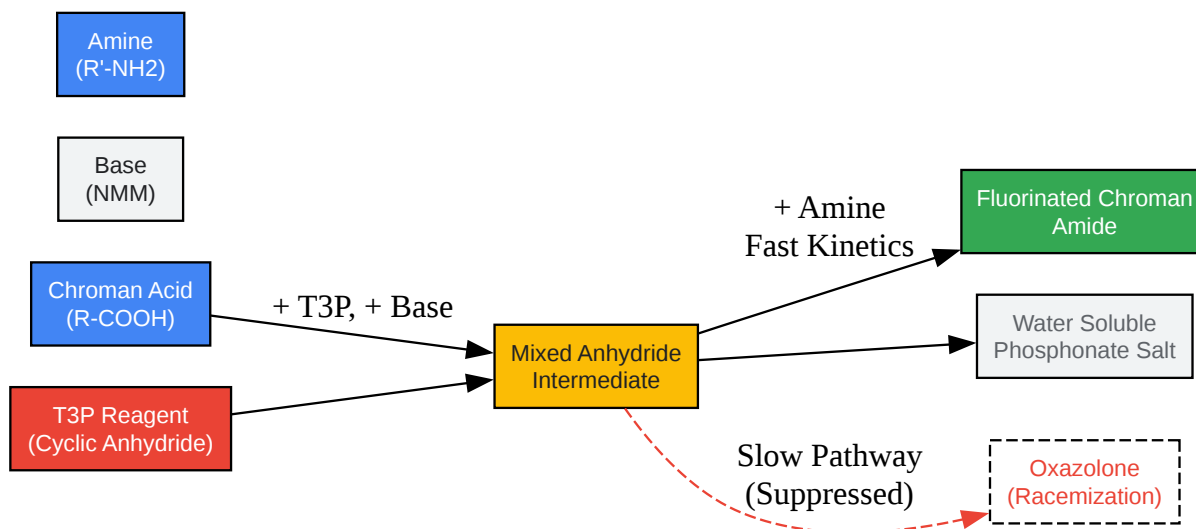 Amine
(R'-NH2)
Base
(NMM)
Chroman Acid
(R-COOH)
T3P Reagent
(Cyclic Anhydride)
+ T3P, + Base
Mixed Anhydride
Intermediate
+ Amine
Fast Kinetics
Slow Pathway
(Suppressed)
Fluorinated Chroman
Amide
Water Soluble
Phosphonate Salt
Oxazolone
(Racemization)